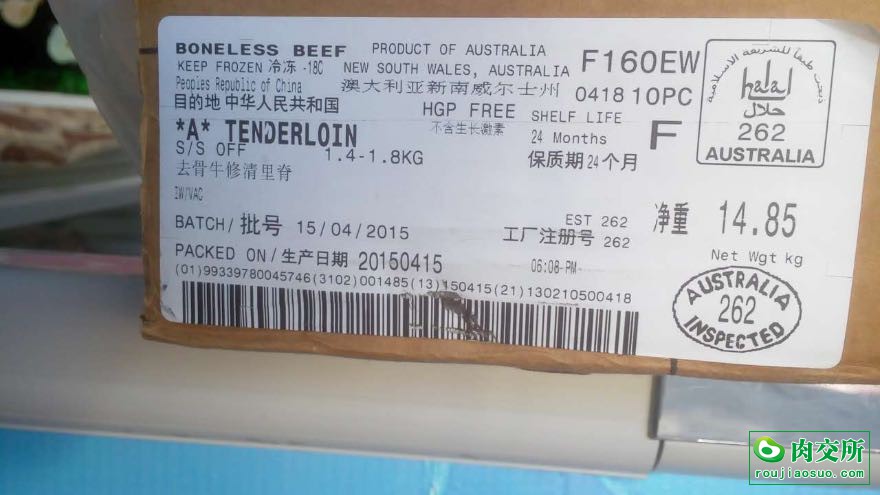 BONELESS BEEF PRODUCT OF AUSTRALIA
KEEP FROZEN 冷冻 -18C NEW SOUTH WALES, AUSTRALIA F160EW
Peoples Republic of China 澳大利亚新南威尔士州 0418 10PC
目的地 中华人民共和国 HGP FREE SHELF LIFE F
*A* TENDERLOIN 不含生长激素 24 Months
S/S OFF 1.4-1.8KG 保质期 24 个月
去骨牛修清里脊
IW/VAC
BATCH/批号 15/04/2015 EST 262 净重 14.85
工厂注册号 262 Net Wgt kg
PACKED ON/生产日期 20150415 06:08-PM-
(01)99339780045746(3102)001485(13)150415(21)130210500418
halal
حلال
262
AUSTRALIA
AUSTRALIA
262
INSPECTED
肉交所
roujiaosuo.com